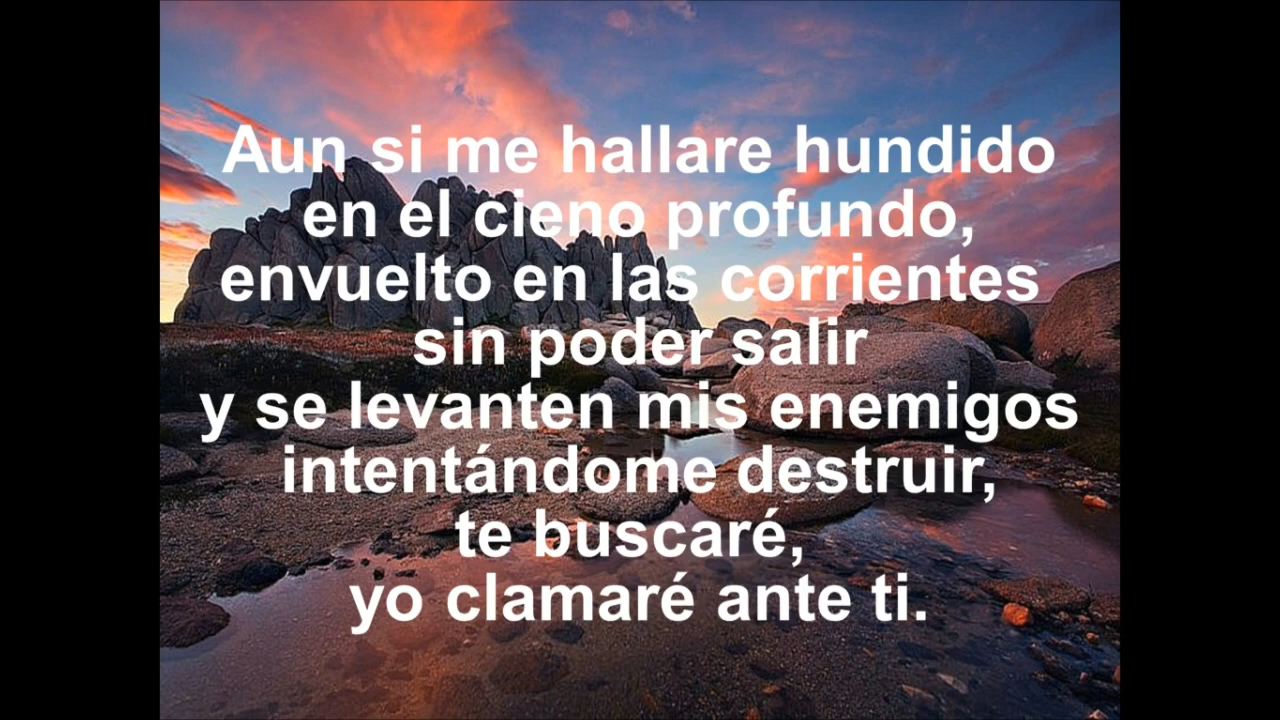 Aun si me hallare hundido
en el cieno profundo,
envuelto en las corrientes
sin poder salir
y se levanten mis enemigos
intentándome destruir,
te buscaré,
yo clamaré ante ti.